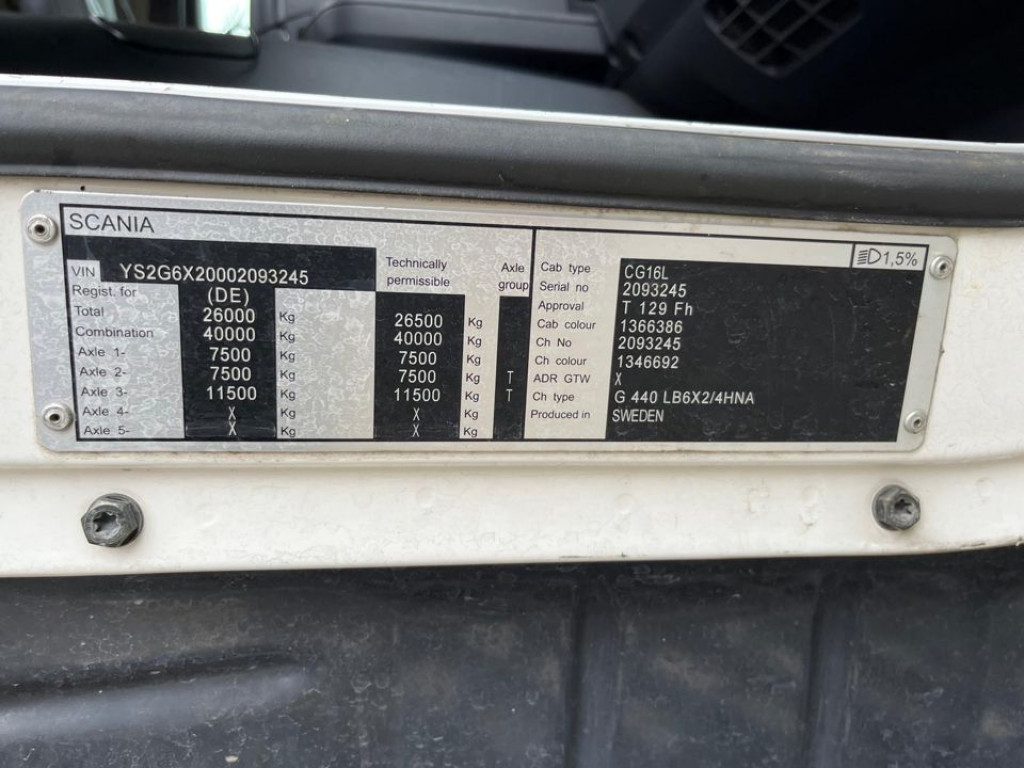 SCANIA
1,5%
VIN YS2G6X20002093245
Technically permissible
Axle group
Regist. for (DE)
Total 26000 Kg 26500 Kg
Combination 40000 Kg 40000 Kg
Axle 1- 7500 Kg 7500 Kg
Axle 2- 7500 Kg 7500 Kg T
Axle 3- 11500 Kg 11500 Kg T
Axle 4- X Kg X Kg
Axle 5- X Kg X Kg
Cab type CG16L
Serial no 2093245
Approval T 129 Fh
Cab colour 1366386
Ch No 2093245
Ch colour 1346692
ADR GTW X
Ch type G 440 LB6X2/4HNA
Produced in SWEDEN